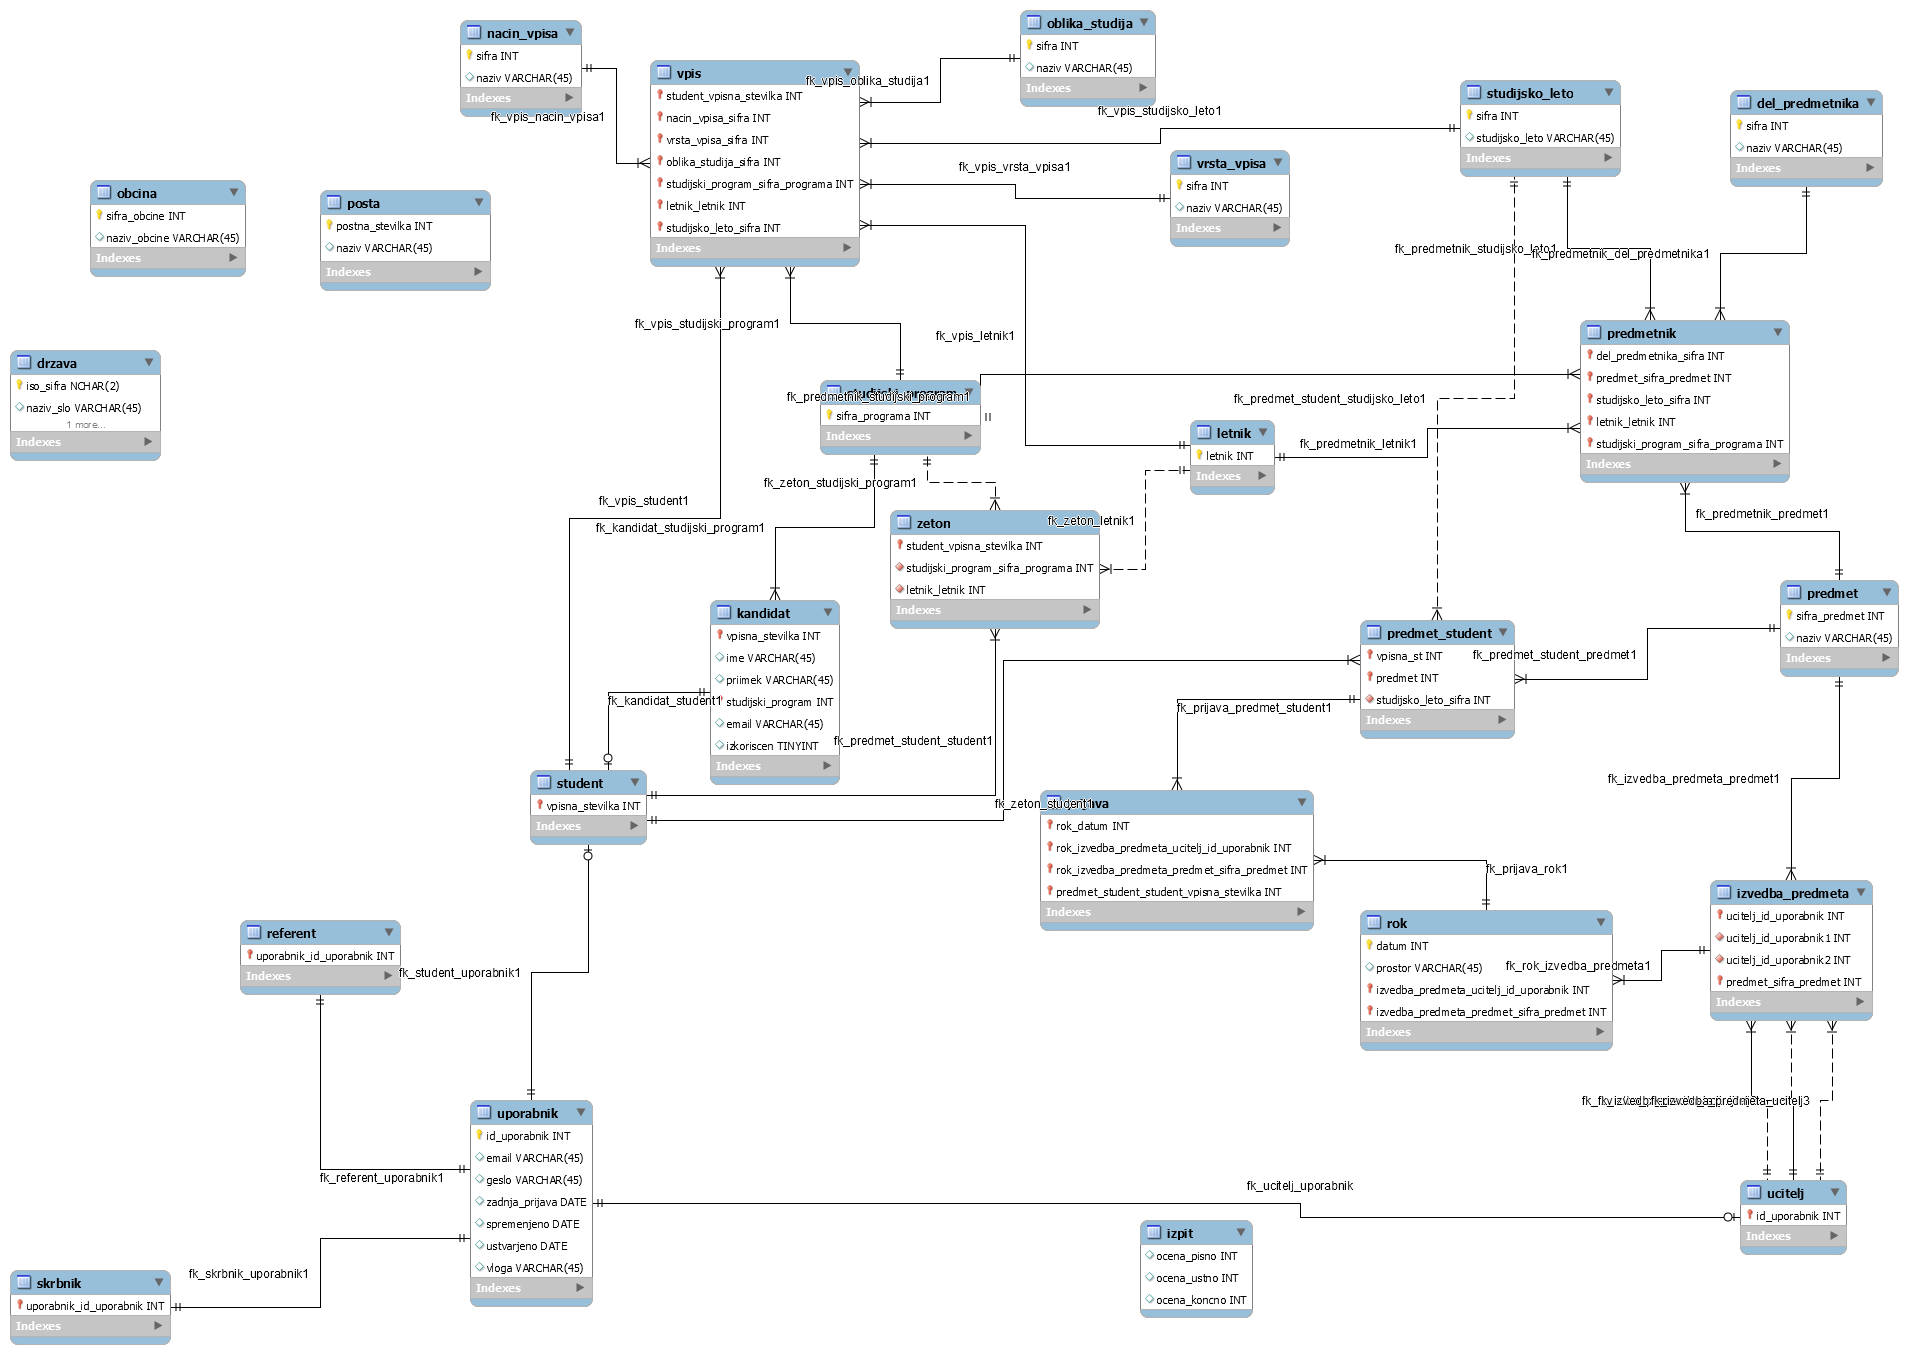 nacin_vpisa
sifra INT
naziv VARCHAR(45)
Indexes
fk_vpis_nacin_vpisa1
vpis
student_vpisna_stevilka INT
nacin_vpisa_sifra INT
vrsta_vpisa_sifra INT
oblika_studija_sifra INT
studijski_program_sifra_programa INT
letnik_letnik INT
studijsko_leto_sifra INT
Indexes
fk_vpis_oblika_studija1
oblika_studija
sifra INT
naziv VARCHAR(45)
Indexes
fk_vpis_studijsko_leto1
studijsko_leto
sifra INT
studijsko_leto VARCHAR(45)
Indexes
del_predmetnika
sifra INT
naziv VARCHAR(45)
Indexes
fk_vpis_vrsta_vpisa1
vrsta_vpisa
sifra INT
naziv VARCHAR(45)
Indexes
obcina
sifra_obcine INT
naziv_obcine VARCHAR(45)
Indexes
posta
postna_stevilka INT
naziv VARCHAR(45)
Indexes
fk_predmetnik_studijsko_leto1
fk_predmetnik_del_predmetnika1
drzava
iso_sifra NCHAR(2)
naziv_slo VARCHAR(45)
1 more...
Indexes
fk_vpis_studijski_program1
fk_vpis_letnik1
predmetnik
del_predmetnika_sifra INT
predmet_sifra_predmet INT
studijsko_leto_sifra INT
letnik_letnik INT
studijski_program_sifra_programa INT
Indexes
studijski_program
fk_predmetnik_studijski_program1
sifra_programa INT
Indexes
fk_predmet_student_studijsko_leto1
letnik
letnik INT
Indexes
fk_predmetnik_letnik1
fk_zeton_studijski_program1
fk_vpis_student1
fk_kandidat_studijski_program1
zeton
student_vpisna_stevilka INT
studijski_program_sifra_programa INT
letnik_letnik INT
Indexes
fk_zeton_letnik1
fk_predmetnik_predmet1
predmet
sifra_predmet INT
naziv VARCHAR(45)
Indexes
kandidat
vpisna_stevilka INT
ime VARCHAR(45)
priimek VARCHAR(45)
studijski_program INT
email VARCHAR(45)
izkoriscen TINYINT
Indexes
fk_kandidat_student1
fk_predmet_student_student1
predmet_student
vpisna_st INT
predmet INT
studijsko_leto_sifra INT
Indexes
fk_predmet_student_predmet1
fk_prijava_predmet_student1
student
vpisna_stevilka INT
Indexes
fk_zeton_student1
rok_datum INT
rok_izvedba_predmeta_ucitelj_id_uporabnik INT
rok_izvedba_predmeta_predmet_sifra_predmet INT
predmet_student_student_vpisna_stevilka INT
Indexes
fk_izvedba_predmeta_predmet1
fk_prijava_rok1
izvedba_predmeta
ucitelj_id_uporabnik INT
ucitelj_id_uporabnik1 INT
ucitelj_id_uporabnik2 INT
predmet_sifra_predmet INT
Indexes
rok
datum INT
prostor VARCHAR(45)
izvedba_predmeta_ucitelj_id_uporabnik INT
izvedba_predmeta_predmet_sifra_predmet INT
Indexes
fk_rok_izvedba_predmeta1
referent
uporabnik_id_uporabnik INT
Indexes
fk_student_uporabnik1
fk_referent_uporabnik1
uporabnik
id_uporabnik INT
email VARCHAR(45)
geslo VARCHAR(45)
zadnja_prijava DATE
spremenjeno DATE
ustvarjeno DATE
vloga VARCHAR(45)
Indexes
fk_ucitelj_uporabnik
ucitelj
id_uporabnik INT
Indexes
izpit
ocena_pisno INT
ocena_ustno INT
ocena_koncno INT
fk_skrbnik_uporabnik1
skrbnik
uporabnik_id_uporabnik INT
Indexes